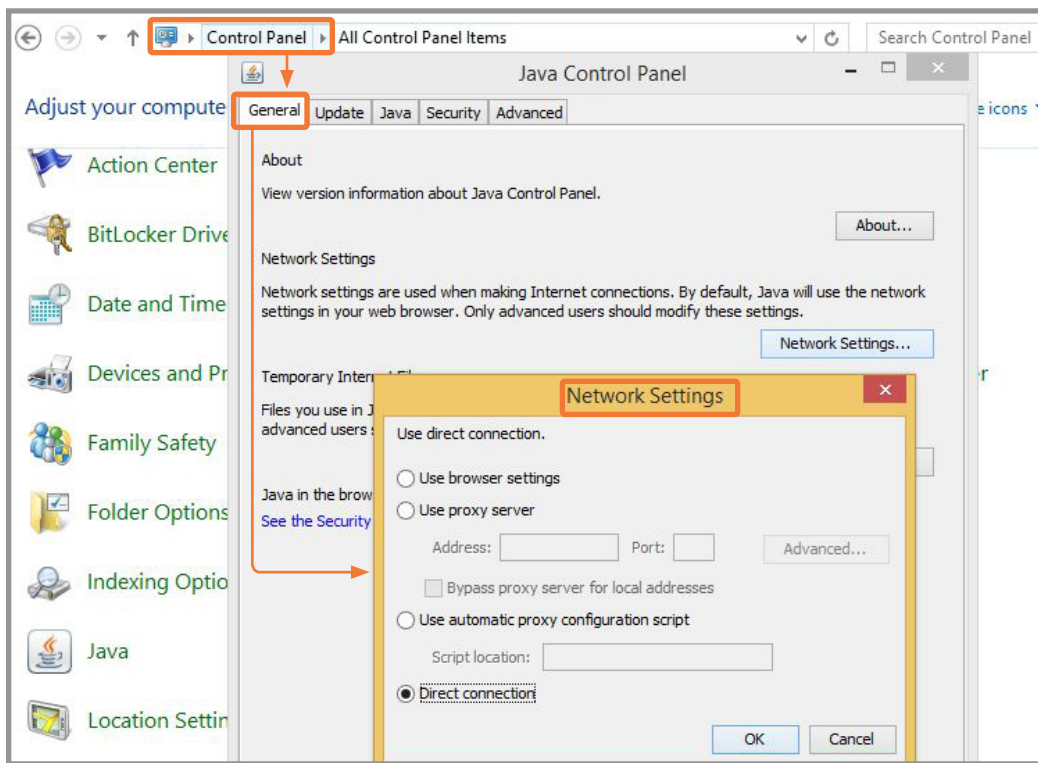 Control Panel All Control Panel Items Search Control Panel
Java Control Panel
Adjust your compute
General Update Java Security Advanced
e icons
Action Center
BitLocker Drive
Date and Time
Devices and Pr
Family Safety
Folder Options
Indexing Optio
Java
Location Settin
About
View version information about Java Control Panel.
About...
Network Settings
Network settings are used when making Internet connections. By default, Java will use the network
settings in your web browser. Only advanced users should modify these settings.
Network Settings...
r
Temporary Intern
Files you use in J
advanced users s
Java in the brow
See the Security
Network Settings
Use direct connection.
Use browser settings
Use proxy server
Address: Port: Advanced...
Bypass proxy server for local addresses
Use automatic proxy configuration script
Script location:
Direct connection
OK Cancel